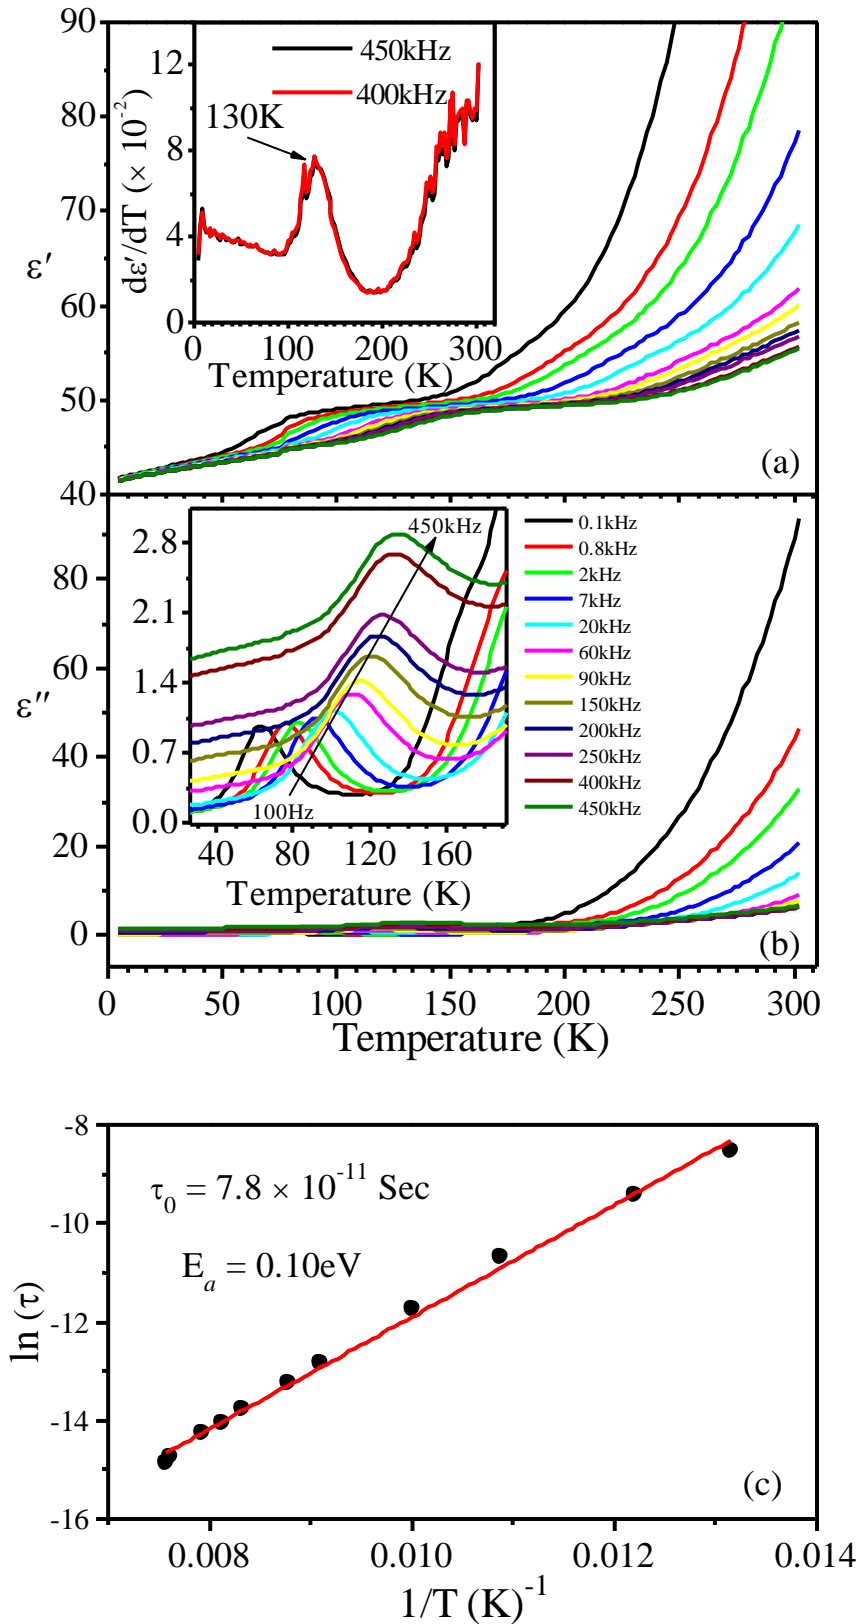 90
80
70
60
50
40
ε′
12
8
4
0
dε′/dT (× 10⁻²)
450kHz
400kHz
130K
0 100 200 300
Temperature (K)
(a)
80
60
40
20
0
ε″
2.8
2.1
1.4
0.7
0.0
450kHz
100Hz
40 80 120 160
Temperature (K)
0.1kHz
0.8kHz
2kHz
7kHz
20kHz
60kHz
90kHz
150kHz
200kHz
250kHz
400kHz
450kHz
(b)
0 50 100 150 200 250 300
Temperature (K)
-8
-10
-12
-14
-16
ln (τ)
τ₀ = 7.8 × 10⁻¹¹ Sec
Eₐ = 0.10eV
(c)
0.008 0.010 0.012 0.014
1/T (K)⁻¹